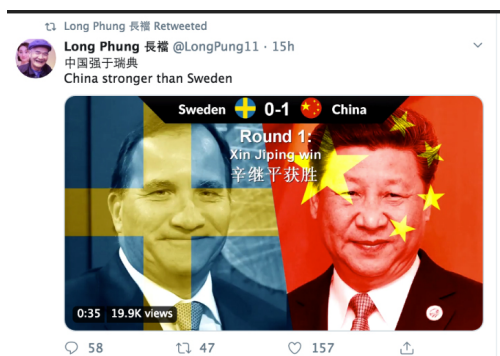 Long Phung 長襠 Retweeted
Long Phung 長襠 @LongPung11 · 15h
中国强于瑞典
China stronger than Sweden
Sweden 0-1 China
Round 1:
Xin Jiping win
辛继平获胜
0:35 19.9K views
58 47 157